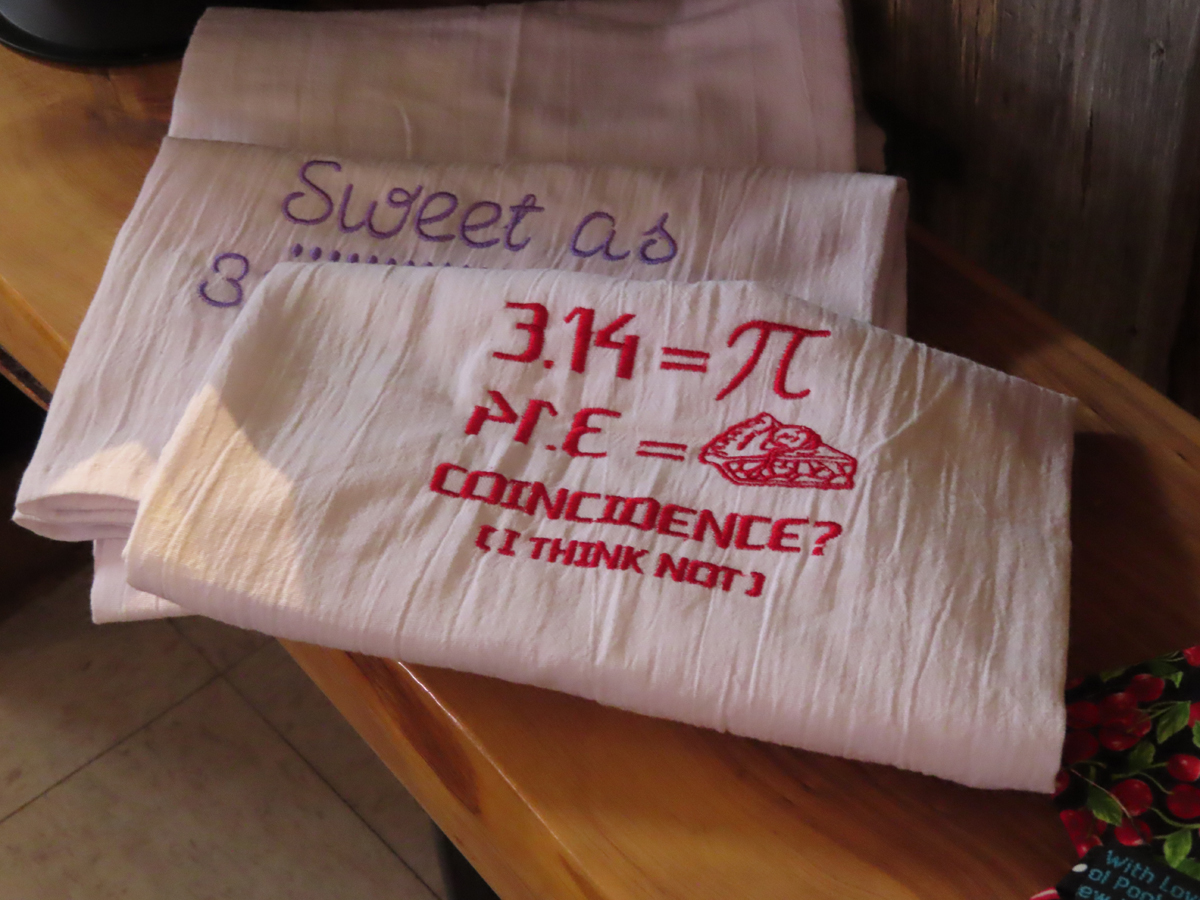 Sweet as
3
3.14 = π
PI.E =
COINCIDENCE?
(I THINK NOT)
With Lov